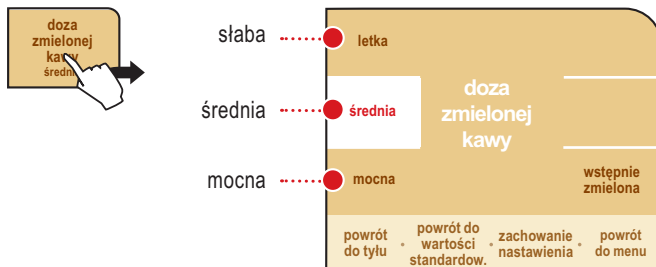 doza
zmielonej
kawy
średni
słaba
średnia
mocna
letka
średnia
mocna
doza
zmielonej
kawy
wstępnie
zmielona
powrót
do tyłu
powrót do
wartości
standardow.
zachowanie
nastawienia
powrót
do menu